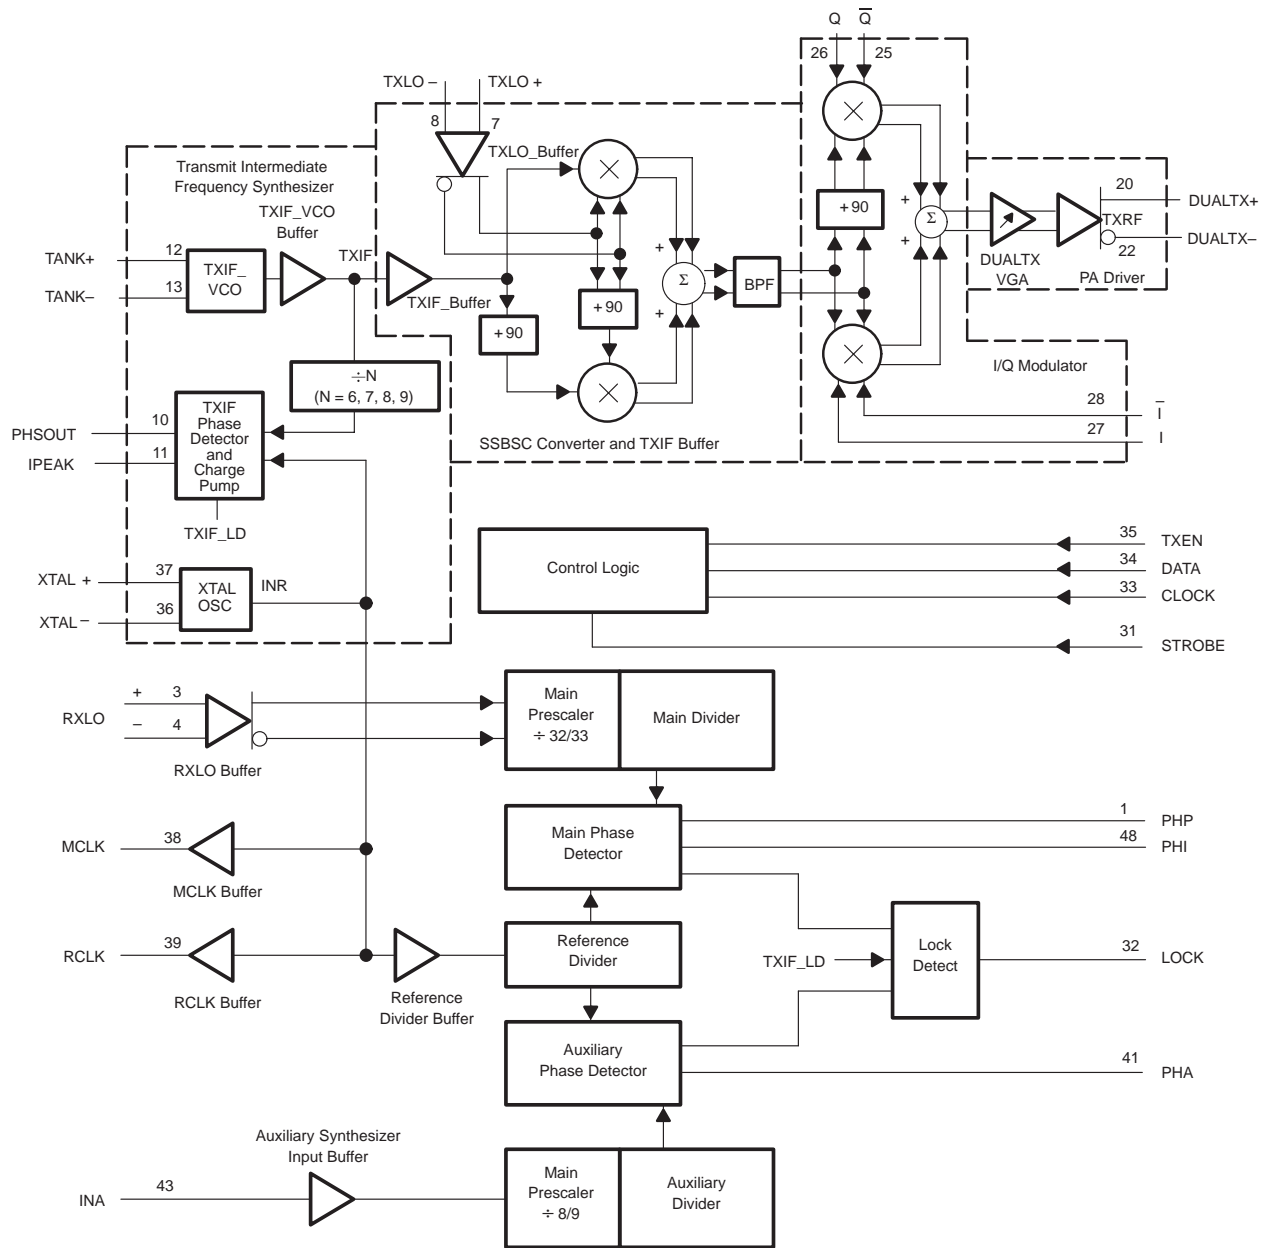 Q
Q̅
26
25
TXLO –
TXLO +
8
7
TXLO_Buffer
Transmit Intermediate
Frequency Synthesizer
TXIF_VCO
Buffer
+ 90
+
Σ
+
20
TXRF
22
DUALTX+
DUALTX–
DUALTX
VGA
PA Driver
TANK+
12
TXIF_
VCO
TXIF
TANK–
13
TXIF_Buffer
+ 90
+ 90
+
Σ
+
BPF
÷N
(N = 6, 7, 8, 9)
I/Q Modulator
28
I̅
27
I
SSBSC Converter and TXIF Buffer
PHSOUT
10
IPEAK
11
TXIF
Phase
Detector
and
Charge
Pump
TXIF_LD
XTAL +
37
XTAL –
36
XTAL
OSC
INR
Control Logic
35
TXEN
34
DATA
33
CLOCK
31
STROBE
RXLO
+
3
–
4
RXLO Buffer
Main
Prescaler
÷ 32/33
Main Divider
Main Phase
Detector
1
PHP
48
PHI
MCLK
38
MCLK Buffer
RCLK
39
RCLK Buffer
Reference
Divider Buffer
Reference
Divider
TXIF_LD
Lock
Detect
32
LOCK
Auxiliary
Phase Detector
41
PHA
Auxiliary Synthesizer
Input Buffer
INA
43
Main
Prescaler
÷ 8/9
Auxiliary
Divider